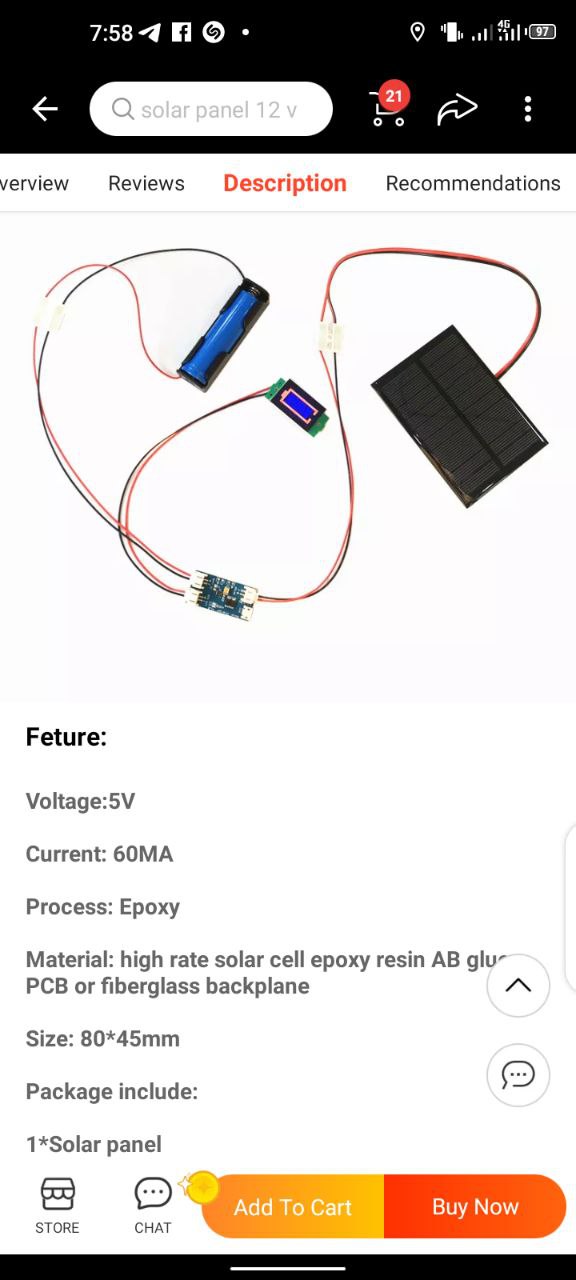 7:58
4G
97
solar panel 12 v
21
verview Reviews Description Recommendations
Feture:
Voltage:5V
Current: 60MA
Process: Epoxy
Material: high rate solar cell epoxy resin AB glue
PCB or fiberglass backplane
Size: 80*45mm
Package include:
1*Solar panel
STORE
CHAT
Add To Cart
Buy Now